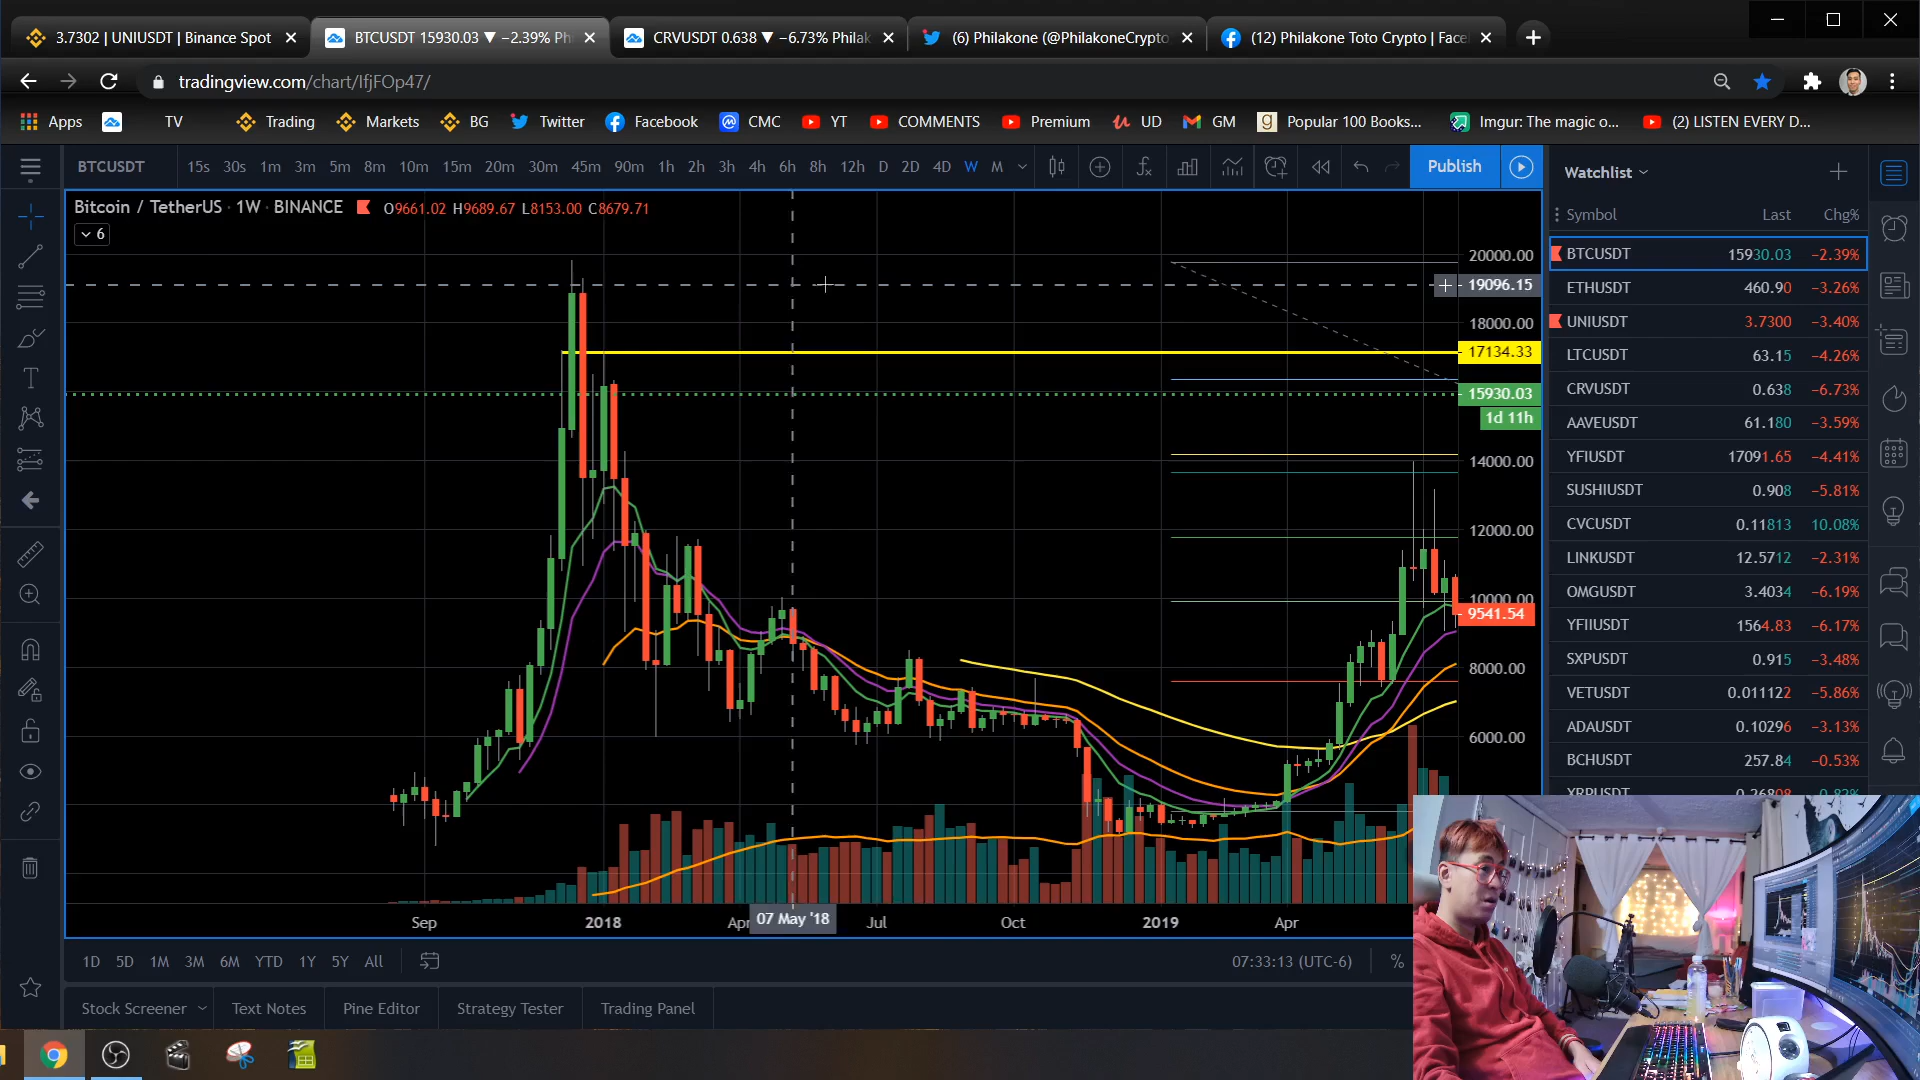 3.7302 | UNIUSDT | Binance Spot
BTCUSDT 15930.03 ▼ −2.39% Ph
CRVUSDT 0.638 ▼ −6.73% Philak
(6) Philakone (@PhilakoneCrypto
(12) Philakone Toto Crypto | Face
tradingview.com/chart/IfjFOp47/
Apps TV Trading Markets BG Twitter Facebook CMC YT COMMENTS Premium UD GM Popular 100 Books... Imgur: The magic o... (2) LISTEN EVERY D...
BTCUSDT 15s 30s 1m 3m 5m 8m 10m 15m 20m 30m 45m 90m 1h 2h 3h 4h 6h 8h 12h D 2D 4D W M Publish
Bitcoin / TetherUS · 1W · BINANCE O9661.02 H9689.67 L8153.00 C8679.71
6
20000.00
19096.15
18000.00
17134.33
15930.03
1d 11h
14000.00
12000.00
10000.00
9541.54
8000.00
6000.00
Sep 2018 Apr 07 May '18 Jul Oct 2019 Apr
1D 5D 1M 3M 6M YTD 1Y 5Y All 07:33:13 (UTC-6) %
Stock Screener Text Notes Pine Editor Strategy Tester Trading Panel
Watchlist
Symbol Last Chg%
BTCUSDT 15930.03 −2.39%
ETHUSDT 460.90 −3.26%
UNIUSDT 3.7300 −3.40%
LTCUSDT 63.15 −4.26%
CRVUSDT 0.638 −6.73%
AAVEUSDT 61.180 −3.59%
YFIUSDT 17091.65 −4.41%
SUSHIUSDT 0.908 −5.81%
CVCUSDT 0.11813 10.08%
LINKUSDT 12.5712 −2.31%
OMGUSDT 3.4034 −6.19%
YFIIUSDT 1564.83 −6.17%
SXPUSDT 0.915 −3.48%
VETUSDT 0.011122 −5.86%
ADAUSDT 0.10296 −3.13%
BCHUSDT 257.84 −0.53%